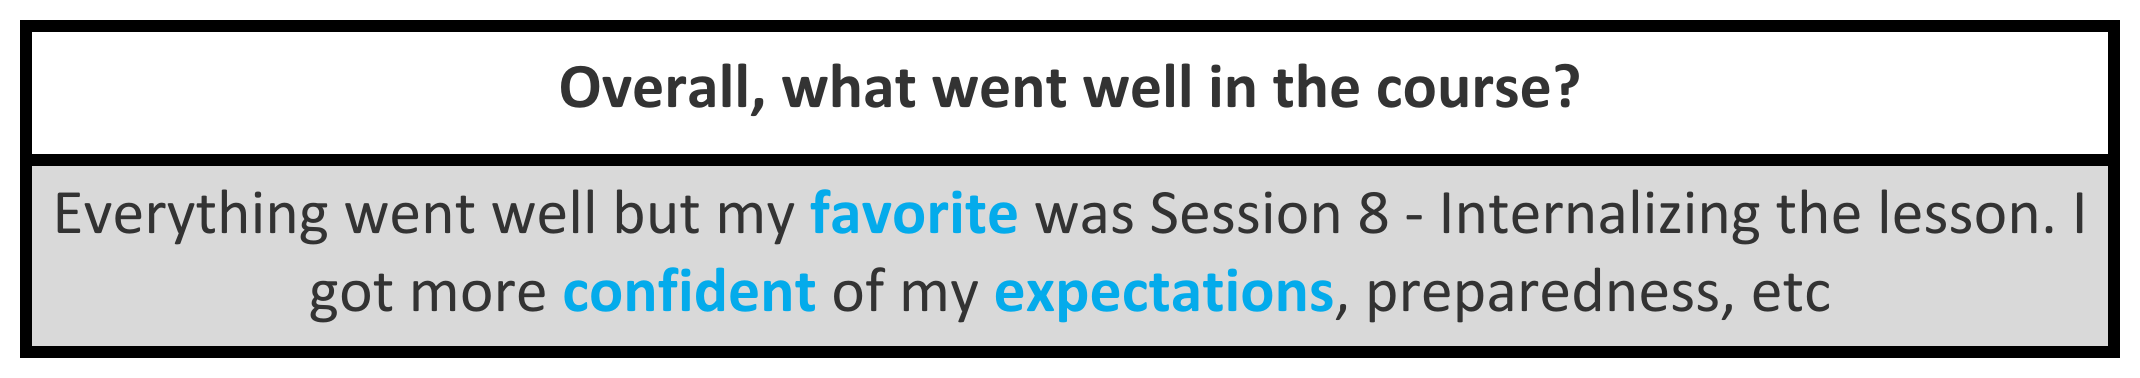 Overall, what went well in the course?
Everything went well but my favorite was Session 8 - Internalizing the lesson. I
got more confident of my expectations, preparedness, etc